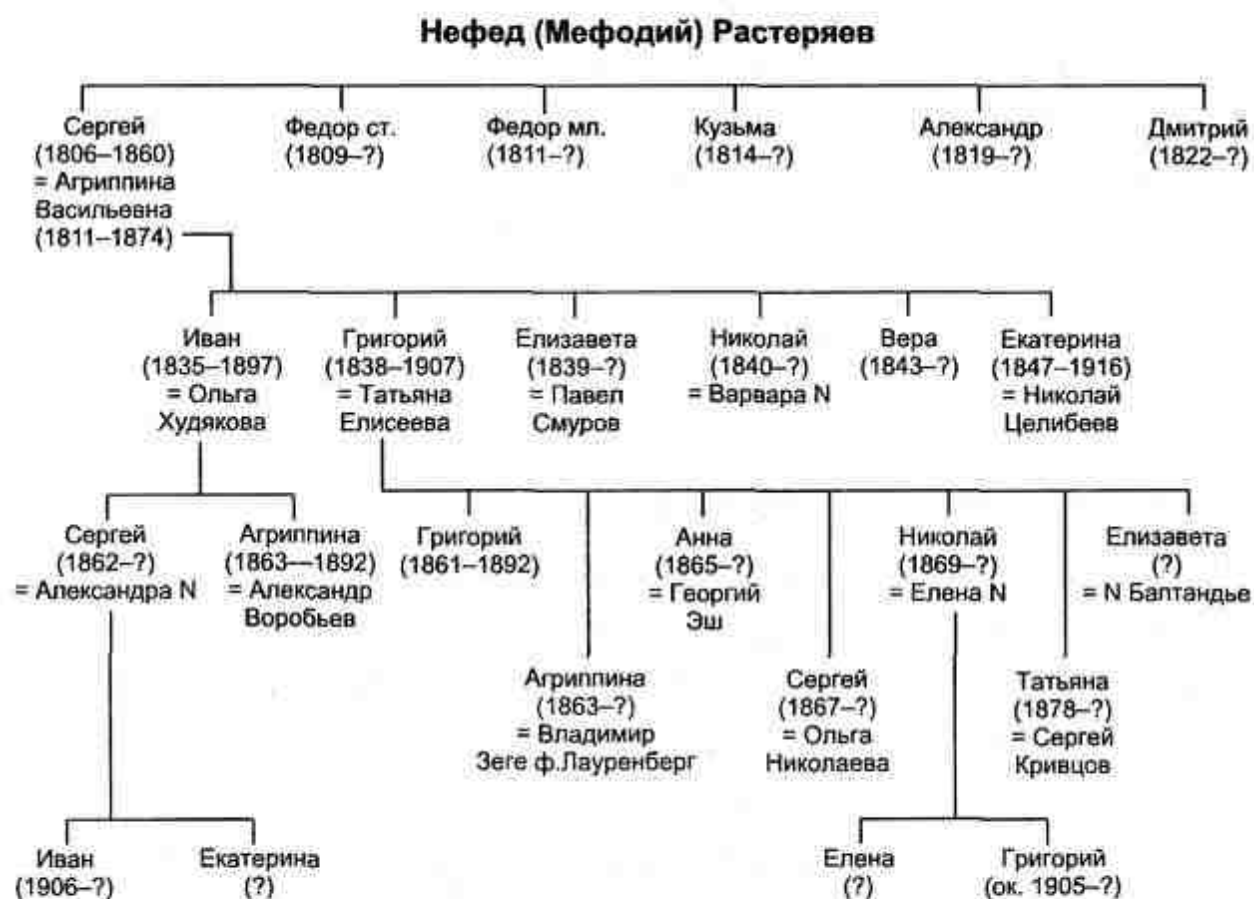 Нефед (Мефодий) Растеряев
Сергей
(1806–1860)
= Агриппина
Васильевна
(1811–1874)
Федор ст.
(1809–?)
Федор мл.
(1811–?)
Кузьма
(1814–?)
Александр
(1819–?)
Дмитрий
(1822–?)
Иван
(1835–1897)
= Ольга
Худякова
Григорий
(1838–1907)
= Татьяна
Елисеева
Елизавета
(1839–?)
= Павел
Смуров
Николай
(1840–?)
= Варвара N
Вера
(1843–?)
Екатерина
(1847–1916)
= Николай
Целибеев
Сергей
(1862–?)
= Александра N
Агриппина
(1863—1892)
= Александр
Воробьев
Григорий
(1861–1892)
Анна
(1865–?)
= Георгий
Эш
Николай
(1869–?)
= Елена N
Елизавета
(?)
= N Балтандье
Агриппина
(1863–?)
= Владимир
Зеге ф.Лауренберг
Сергей
(1867–?)
= Ольга
Николаева
Татьяна
(1878–?)
= Сергей
Кривцов
Иван
(1906–?)
Екатерина
(?)
Елена
(?)
Григорий
(ок. 1905–?)